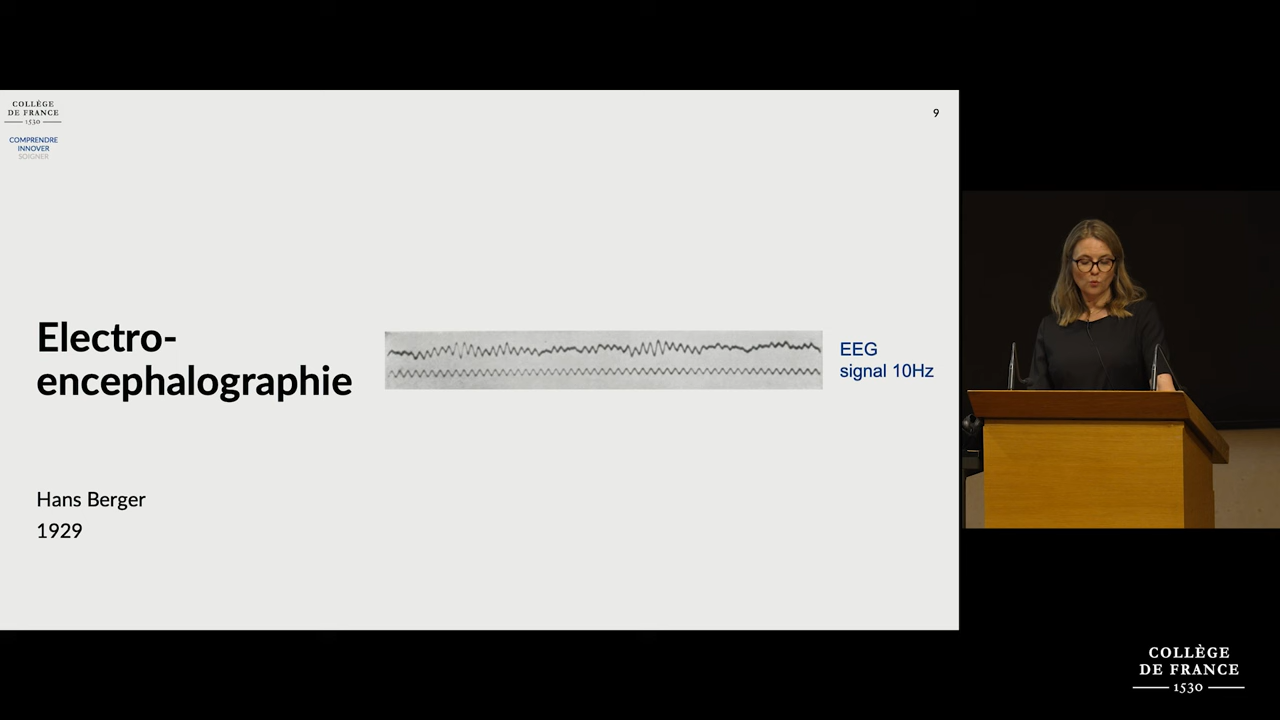 COLLÈGE
DE FRANCE
1530
COMPRENDRE
INNOVER
SOIGNER
9
Electro-
encephalographie
EEG
signal 10Hz
Hans Berger
1929
COLLÈGE
DE FRANCE
1530